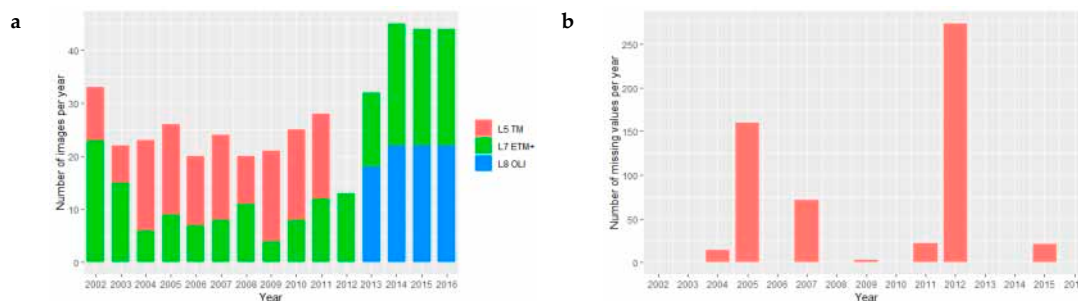 a
b
Number of images per year
40
30
20
10
0
2002 2003 2004 2005 2006 2007 2008 2009 2010 2011 2012 2013 2014 2015 2016
Year
L5 TM
L7 ETM+
L8 OLI
Number of missing values per year
250
200
150
100
50
0
2002 2003 2004 2005 2006 2007 2008 2009 2010 2011 2012 2013 2014 2015 201
Year